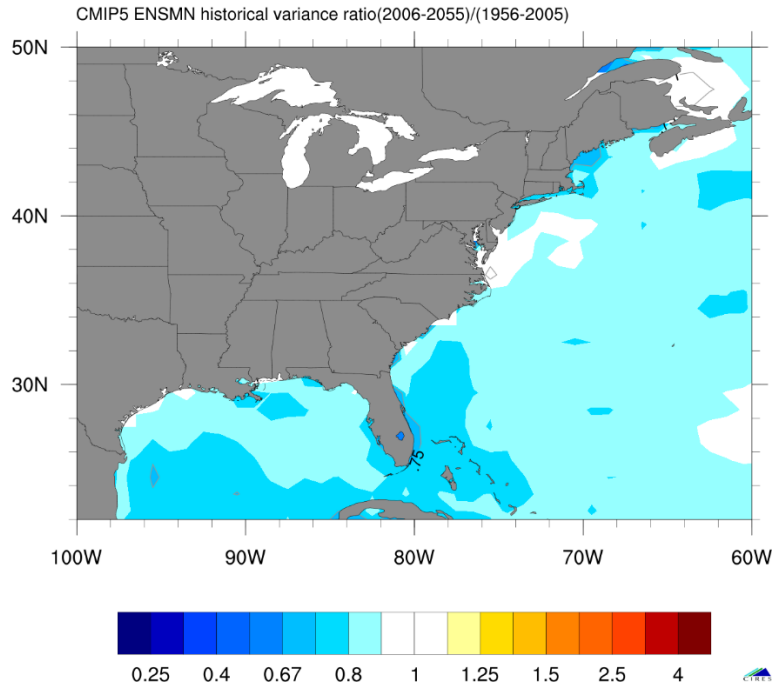 CMIP5 ENSMN historical variance ratio(2006-2055)/(1956-2005)
50N
40N
30N
.75
100W 90W 80W 70W 60W
0.25 0.4 0.67 0.8 1 1.25 1.5 2.5 4
CIRES